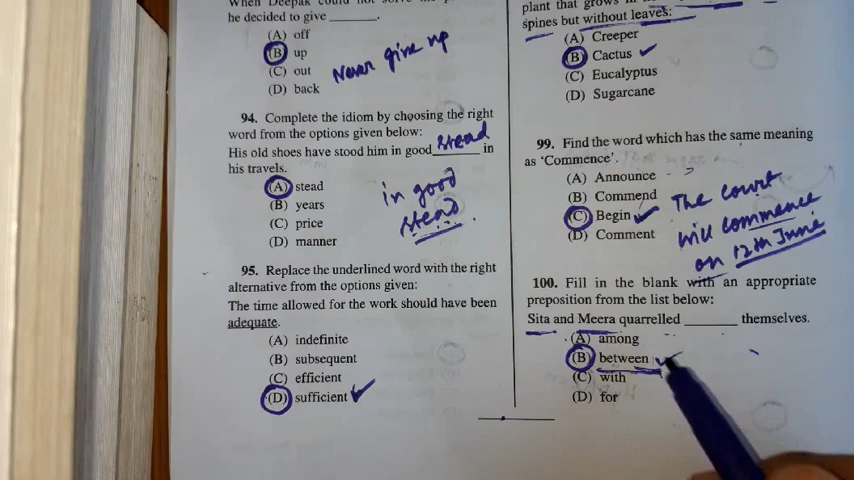 When Deepak could not solve the
he decided to give _______.
(A) off
(B) up
(C) out
(D) back
Never give up
94. Complete the idiom by choosing the right
word from the options given below:
His old shoes have stood him in good stead in
his travels.
(A) stead
(B) years
(C) price
(D) manner
in good
stead
95. Replace the underlined word with the right
alternative from the options given:
The time allowed for the work should have been
adequate.
(A) indefinite
(B) subsequent
(C) efficient
(D) sufficient
plant that grows in
spines but without leaves:
(A) Creeper
(B) Cactus
(C) Eucalyptus
(D) Sugarcane
99. Find the word which has the same meaning
as ‘Commence’.
(A) Announce
(B) Commend
(C) Begin
(D) Comment
The court
will commence
on 12th June
100. Fill in the blank with an appropriate
preposition from the list below:
Sita and Meera quarrelled _______ themselves.
(A) among
(B) between
(C) with
(D) for